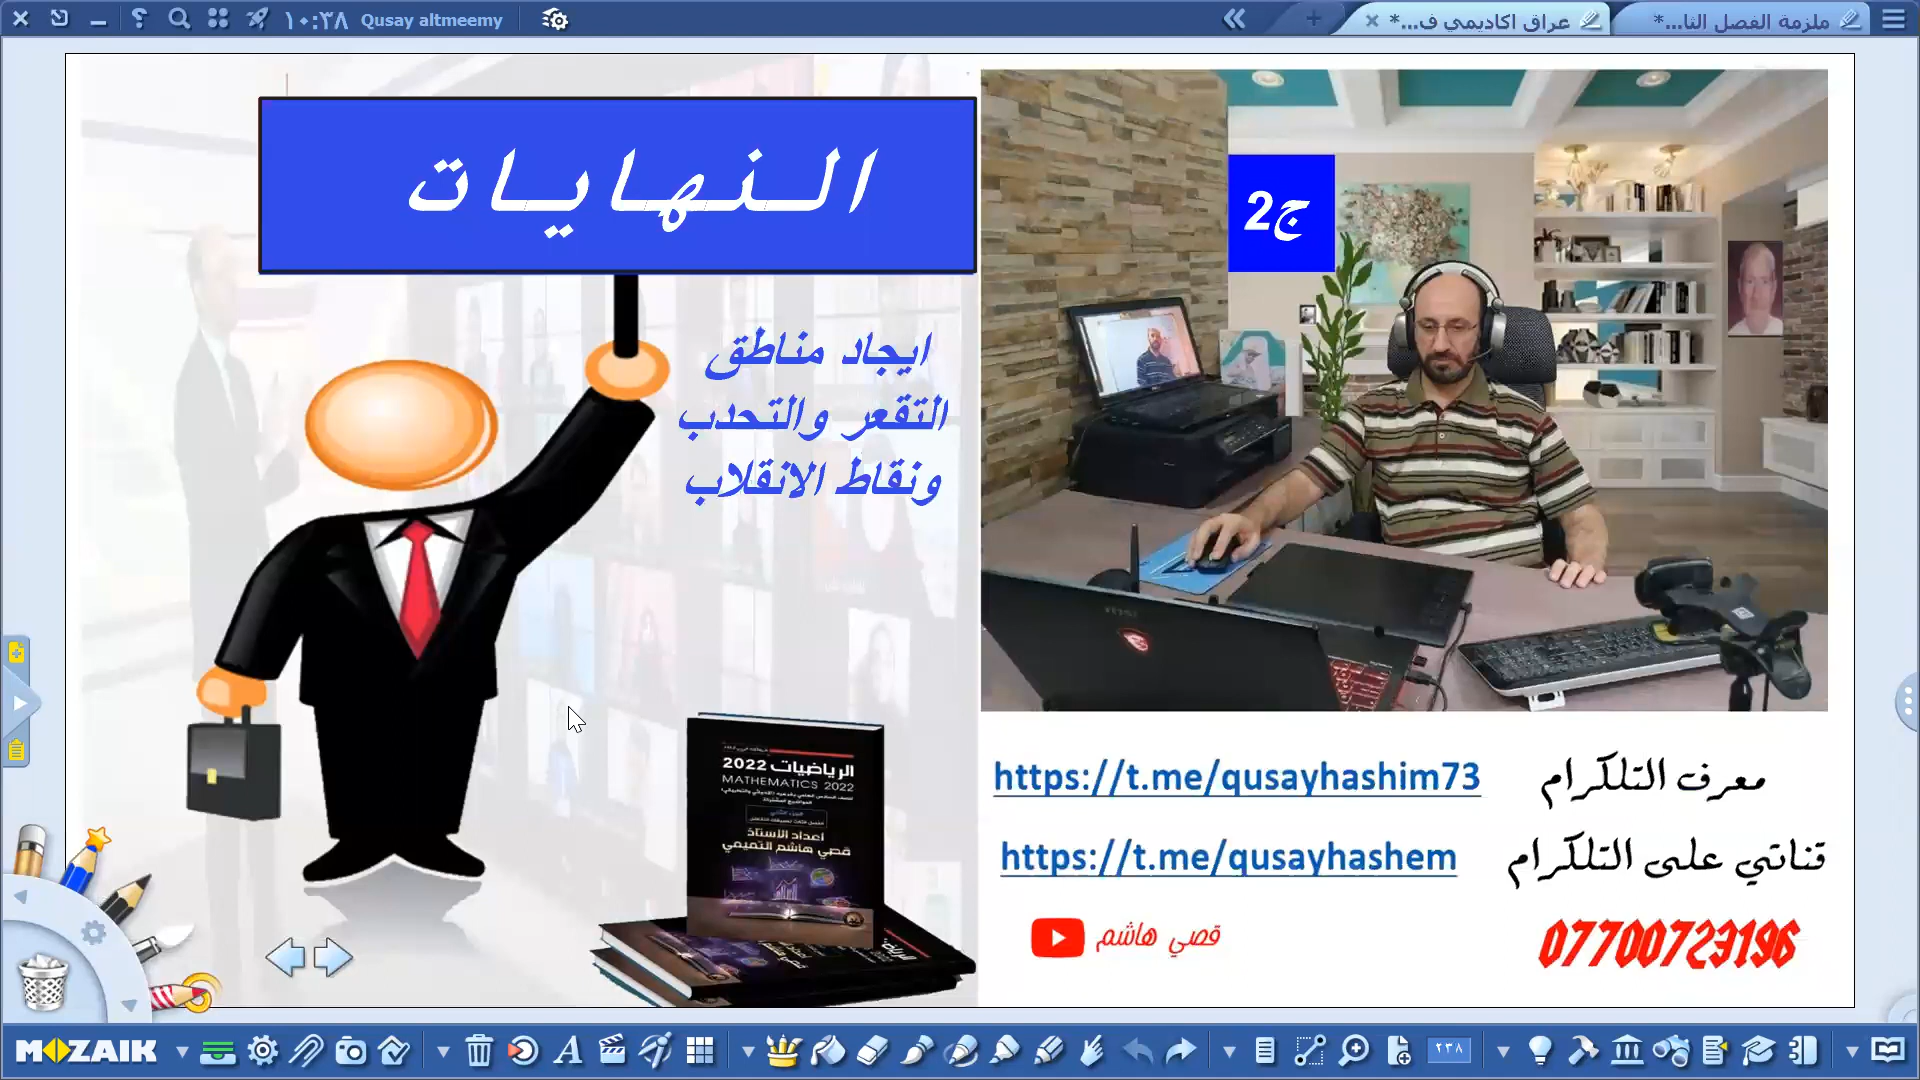 ١٠:٣٨ Qusay altmeemy
عراق اكاديمي ف...*
ملزمة الفصل الثا...*
النهايات
ج2
ايجاد مناطق
التقعر والتحدب
ونقاط الانقلاب
الرياضيات 2022
MATHEMATICS 2022
اعداد الأستاذ
قصي هاشم التميمي
https://t.me/qusayhashim73 معرف التلكرام
https://t.me/qusayhashem قناتي على التلكرام
قصي هاشم
07700723196
MOZAIK
٢٣٨